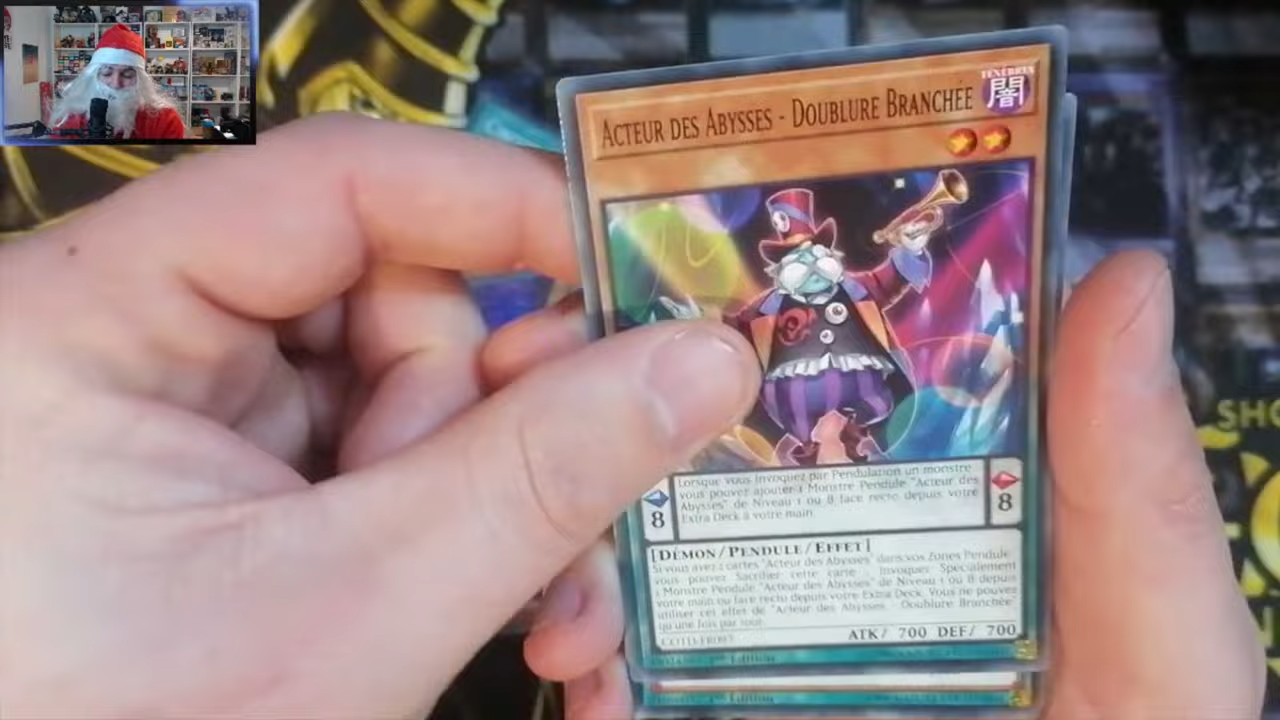 TÉNÈBRES
闇
ACTEUR DES ABYSSES - DOUBLURE BRANCHÉE
Lorsque vous Invoquez par Pendulation un monstre
vous pouvez ajouter 1 Monstre Pendule "Acteur des
Abysses" de Niveau 1 ou 8 face recto depuis votre
Extra Deck à votre main.
8
8
[DÉMON/PENDULE/EFFET]
Si vous avez 2 cartes "Acteur des Abysses" dans vos Zones Pendule
vous pouvez Sacrifier cette carte ; Invoquez Spécialement
1 Monstre Pendule "Acteur des Abysses" de Niveau 1 ou 8 depuis
votre main ou face recto depuis votre Extra Deck. Vous ne pouvez
utiliser cet effet de "Acteur des Abysses - Doublure Branchée"
qu'une fois par tour.
ATK/ 700 DEF/ 700
Edition
Edition
SHO